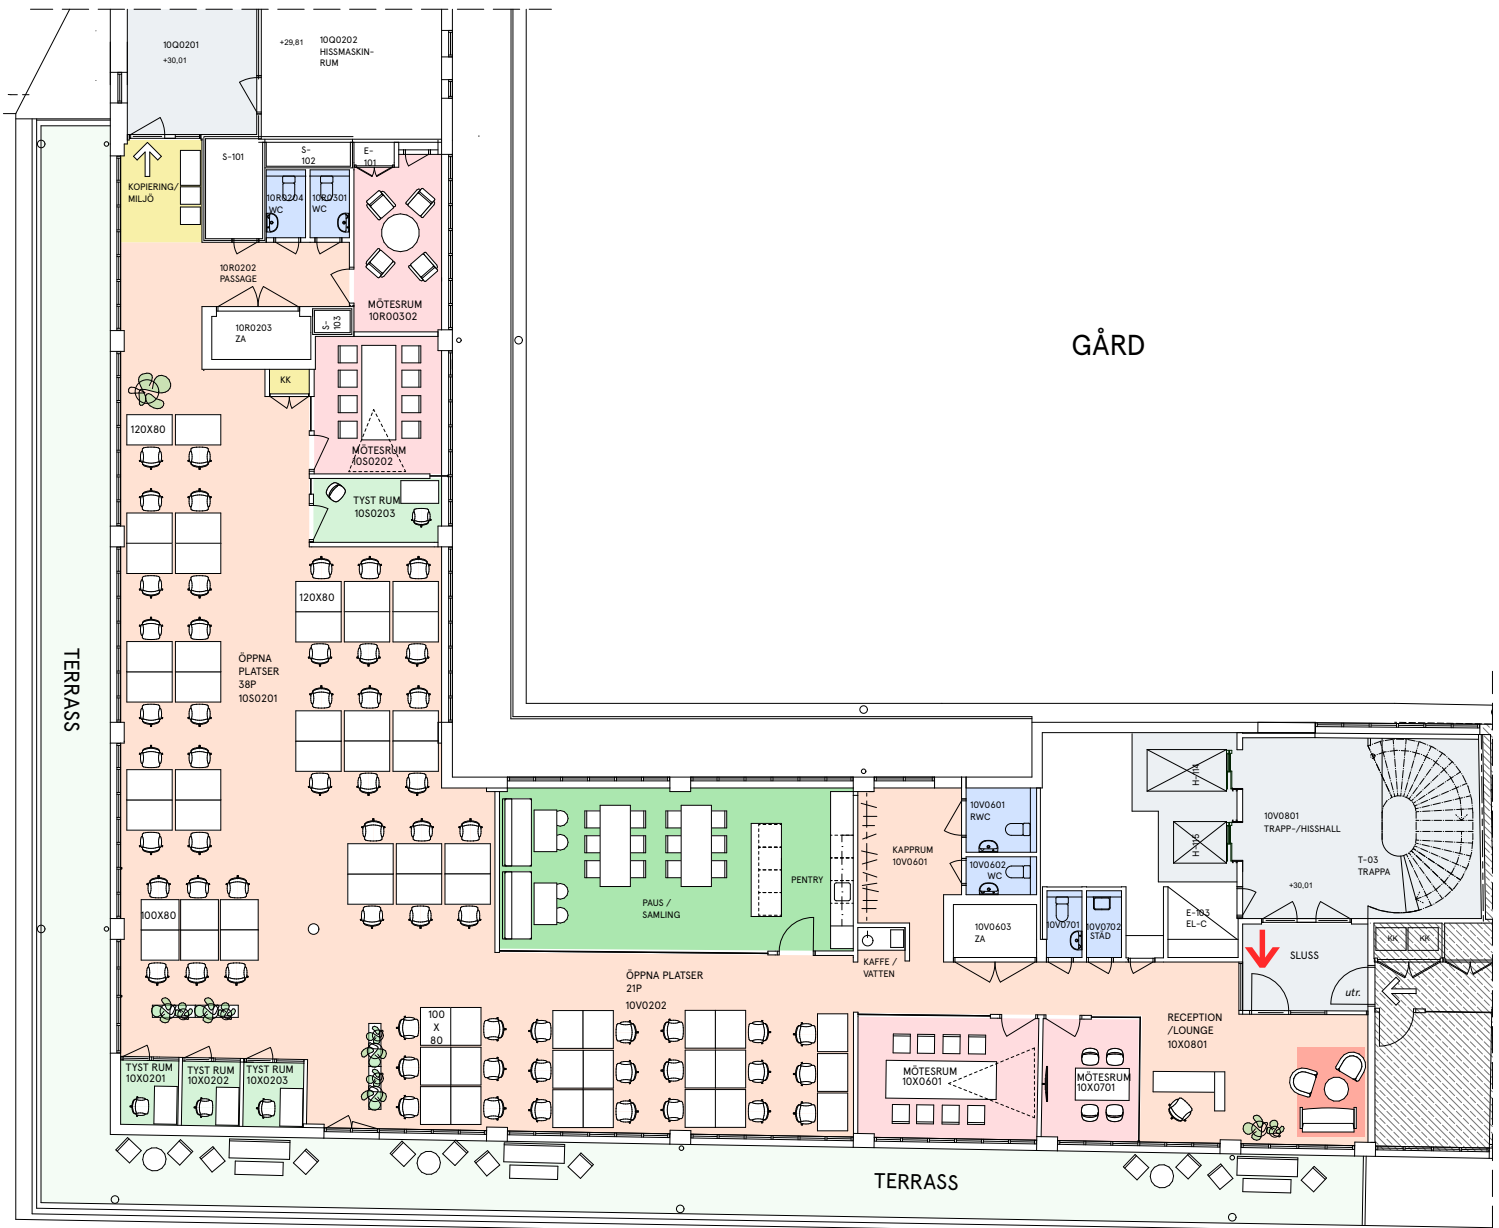 10Q0201
+30,01
+29,81
10Q0202
HISSMASKIN-
RUM
S-101
S-
102
E-
101
KOPIERING/
MILJÖ
10R0204
WC
10R0301
WC
10R0202
PASSAGE
MÖTESRUM
10R00302
10R0203
ZA
S-
103
KK
GÅRD
MÖTESRUM
10S0202
120X80
TYST RUM
10S0203
120X80
TERRASS
ÖPPNA
PLATSER
38P
10S0201
H-114
H-115
10V0801
TRAPP-/HISSHALL
T-03
TRAPPA
+30,01
10V0601
RWC
KAPPRUM
10V0601
10V0602
WC
PENTRY
PAUS /
SAMLING
100X80
10V0603
ZA
10V0701
10V0702
STÄD
E-103
EL-C
KK
KK
SLUSS
KAFFE /
VATTEN
ÖPPNA PLATSER
21P
10V0202
utr.
100
X
80
RECEPTION
/LOUNGE
10X0801
TYST RUM
10X0201
TYST RUM
10X0202
TYST RUM
10X0203
MÖTESRUM
10X0601
MÖTESRUM
10X0701
TERRASS